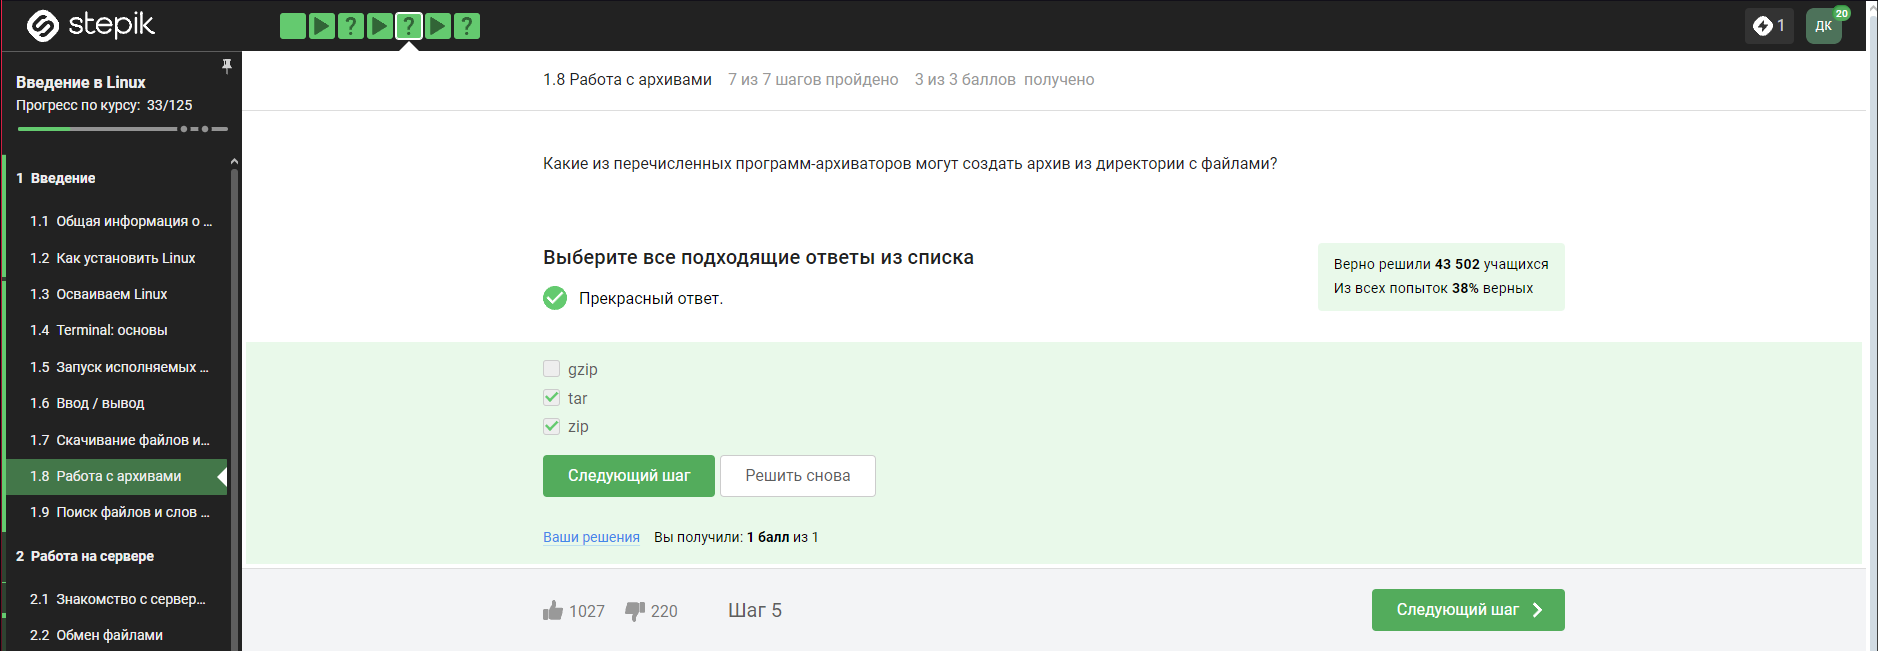 stepik
? ? ?
1
ДК
20
Введение в Linux
Прогресс по курсу: 33/125
1 Введение
1.1 Общая информация о ...
1.2 Как установить Linux
1.3 Осваиваем Linux
1.4 Terminal: основы
1.5 Запуск исполняемых ...
1.6 Ввод / вывод
1.7 Скачивание файлов и...
1.8 Работа с архивами
1.9 Поиск файлов и слов ...
2 Работа на сервере
2.1 Знакомство с сервер...
2.2 Обмен файлами
1.8 Работа с архивами 7 из 7 шагов пройдено 3 из 3 баллов получено
Какие из перечисленных программ-архиваторов могут создать архив из директории с файлами?
Выберите все подходящие ответы из списка
Прекрасный ответ.
Верно решили 43 502 учащихся
Из всех попыток 38% верных
gzip
tar
zip
Следующий шаг
Решить снова
Ваши решения Вы получили: 1 балл из 1
1027 220 Шаг 5
Следующий шаг